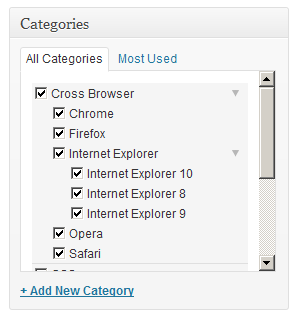 Categories
All Categories Most Used
Cross Browser
Chrome
Firefox
Internet Explorer
Internet Explorer 10
Internet Explorer 8
Internet Explorer 9
Opera
Safari
+ Add New Category